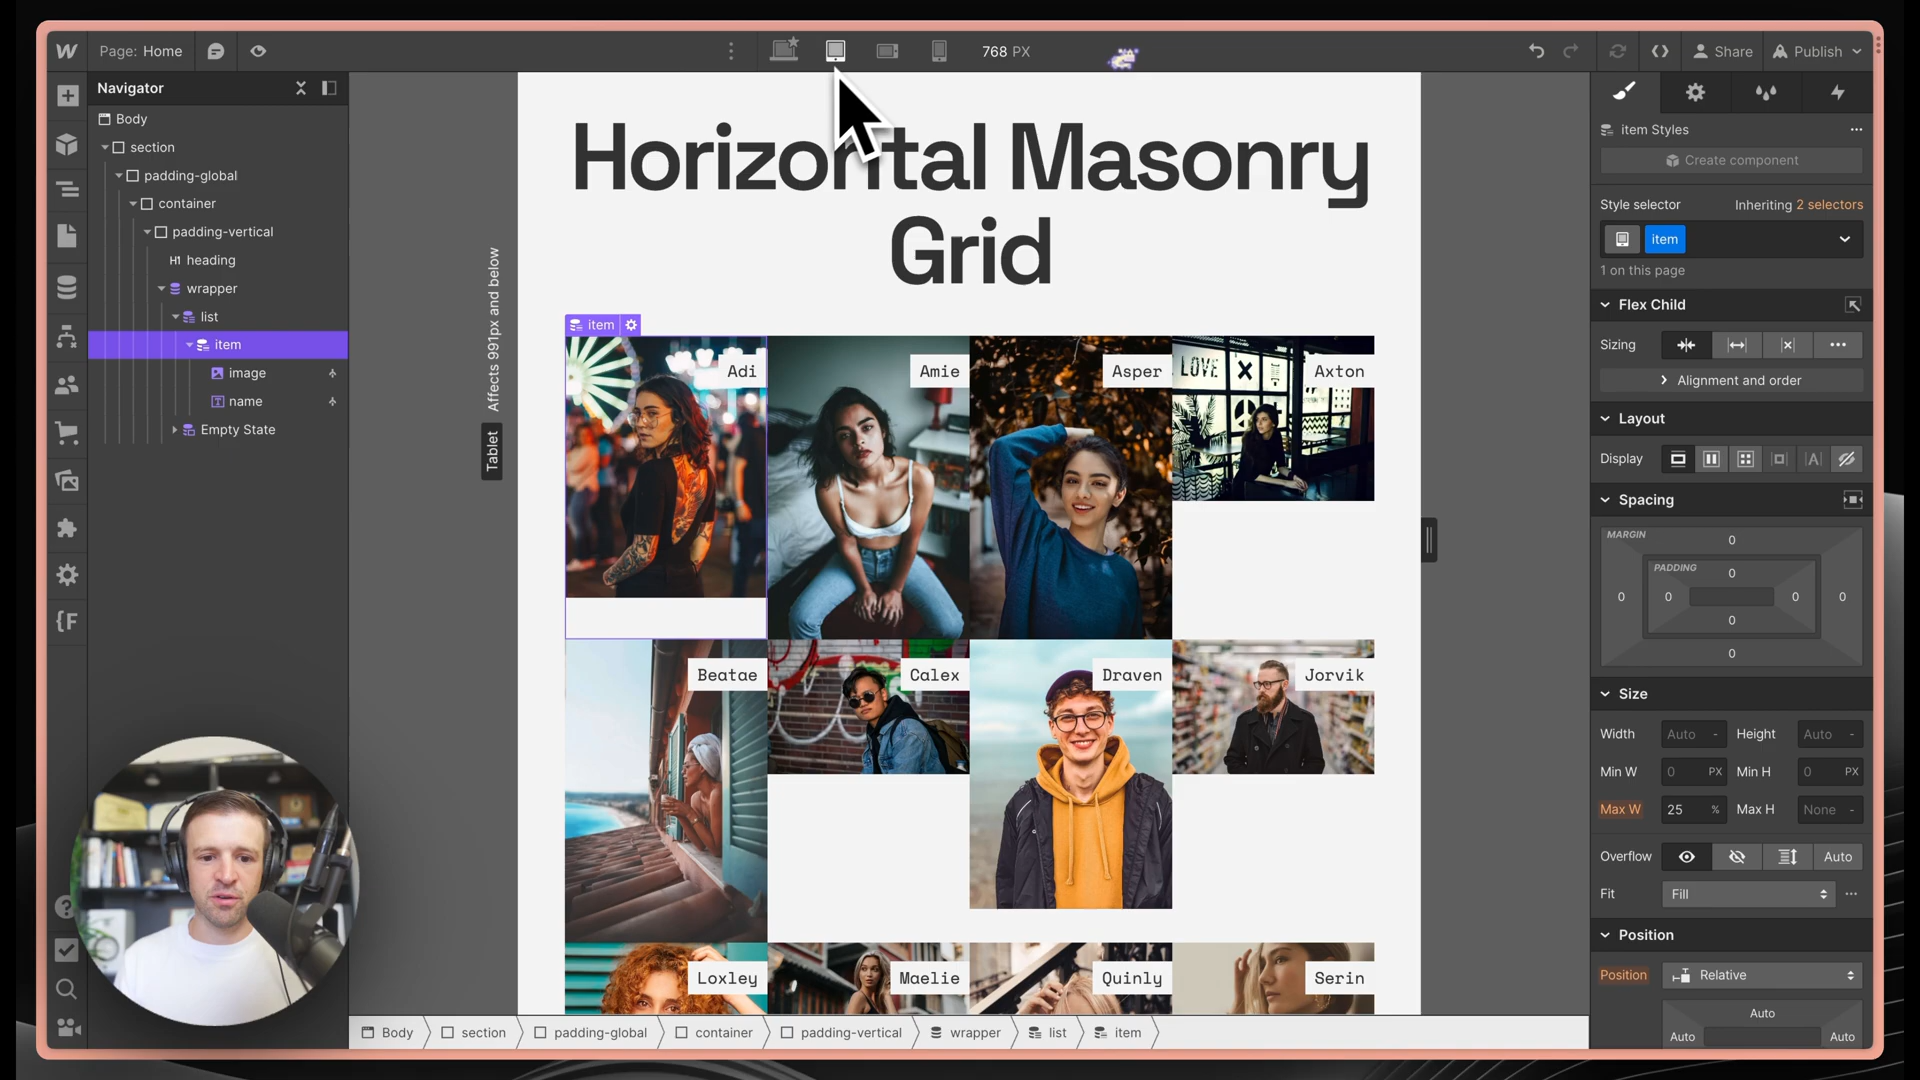 Page: Home
768 PX
Share
Publish
Navigator
Body
section
padding-global
container
padding-vertical
H1 heading
wrapper
list
item
image
name
Empty State
Affects 991px and below
Tablet
Horizontal Masonry
Grid
item
Adi
Amie
Asper
LOVE
Axton
Beatae
Calex
Draven
Jorvik
Loxley
Maelie
Quinly
Serin
Body
section
padding-global
container
padding-vertical
wrapper
list
item
item Styles
Create component
Style selector
Inheriting 2 selectors
item
1 on this page
Flex Child
Sizing
Alignment and order
Layout
Display
Spacing
MARGIN
0
PADDING
0
0 0 0 0
0
0
Size
Width Auto - Height Auto -
Min W 0 PX Min H 0 PX
Max W 25 % Max H None -
Overflow Auto
Fit Fill
Position
Position Relative
Auto
Auto Auto